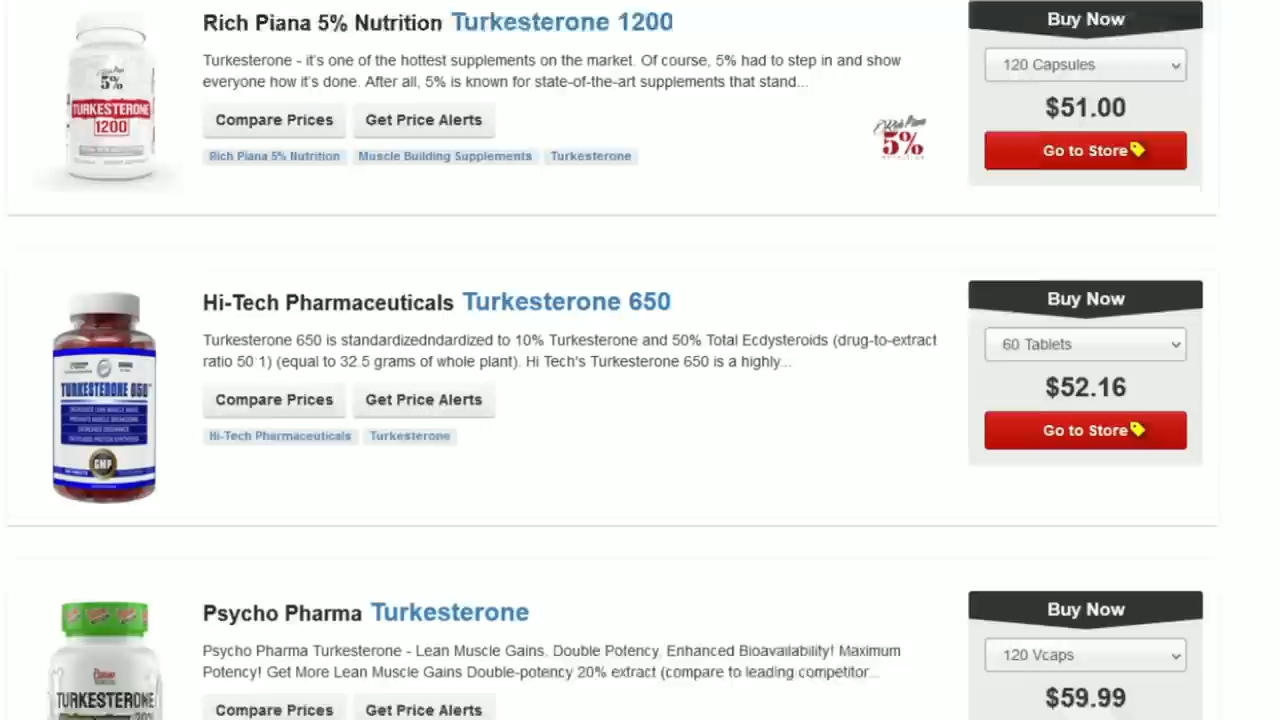 Rich Piana 5% Nutrition Turkesterone 1200
Turkesterone - it's one of the hottest supplements on the market. Of course, 5% had to step in and show
everyone how it's done. After all, 5% is known for state-of-the-art supplements that stand...
Compare Prices Get Price Alerts
Rich Piana 5% Nutrition Muscle Building Supplements Turkesterone
5%
TURKESTERONE
1200
Rich Piana
5%
Buy Now
120 Capsules
$51.00
Go to Store
Hi-Tech Pharmaceuticals Turkesterone 650
Turkesterone 650 is standardizedndardized to 10% Turkesterone and 50% Total Ecdysteroids (drug-to-extract
ratio 50 1) (equal to 32.5 grams of whole plant). Hi Tech's Turkesterone 650 is a highly...
Compare Prices Get Price Alerts
Hi-Tech Pharmaceuticals Turkesterone
TURKESTERONE 650
GMP
Buy Now
60 Tablets
$52.16
Go to Store
Psycho Pharma Turkesterone
Psycho Pharma Turkesterone - Lean Muscle Gains. Double Potency, Enhanced Bioavailability! Maximum
Potency! Get More Lean Muscle Gains Double-potency 20% extract (compare to leading competitor...
Compare Prices Get Price Alerts
TURKESTERONE
Buy Now
120 Vcaps
$59.99